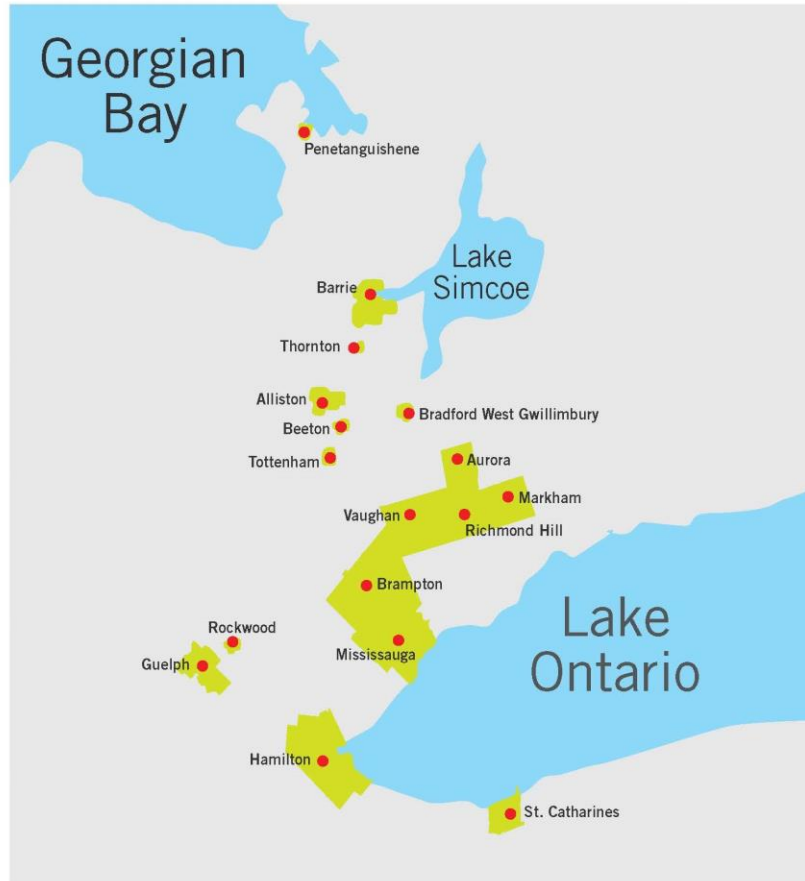 Georgian
Bay
Penetanguishene
Lake
Simcoe
Barrie
Thornton
Alliston
Bradford West Gwillimbury
Beeton
Tottenham
Aurora
Markham
Vaughan
Richmond Hill
Brampton
Lake
Ontario
Rockwood
Mississauga
Guelph
Hamilton
St. Catharines